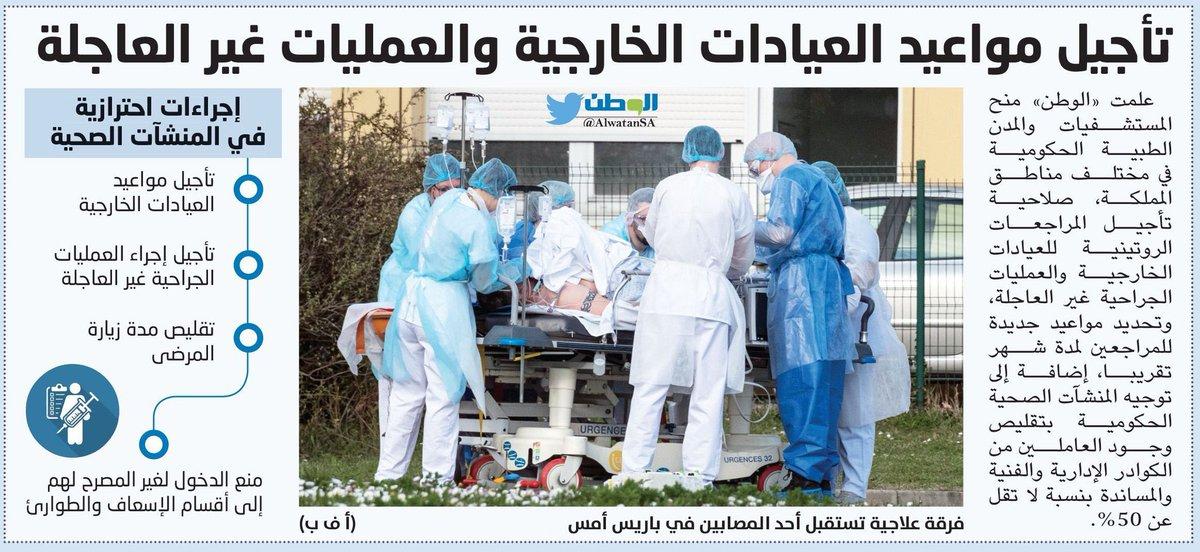 تأجيل مواعيد العيادات الخارجية والعمليات غير العاجلة
علمت «الوطن» منح
المستشفيات والمدن
الطبية الحكومية
في مختلف مناطق
المملكة، صلاحية
تأجيل المراجعات
الروتينية للعيادات
الخارجية والعمليات
الجراحية غير العاجلة،
وتحديد مواعيد جديدة
للمراجعين لمدة شهر
تقريبا، إضافة إلى
توجيه المنشآت الصحية
الحكومية بتقليص
وجود العاملين من
الكوادر الإدارية والفنية
والمساندة بنسبة لا تقل
عن 50%.
الوطن
@AlwatanSA
URGENCE
URGENCES 32
فرقة علاجية تستقبل أحد المصابين في باريس أمس
(أ ف ب)
إجراءات احترازية
في المنشآت الصحية
تأجيل مواعيد
العيادات الخارجية
تأجيل إجراء العمليات
الجراحية غير العاجلة
تقليص مدة زيارة
المرضى
منع الدخول لغير المصرح لهم
إلى أقسام الإسعاف والطوارئ